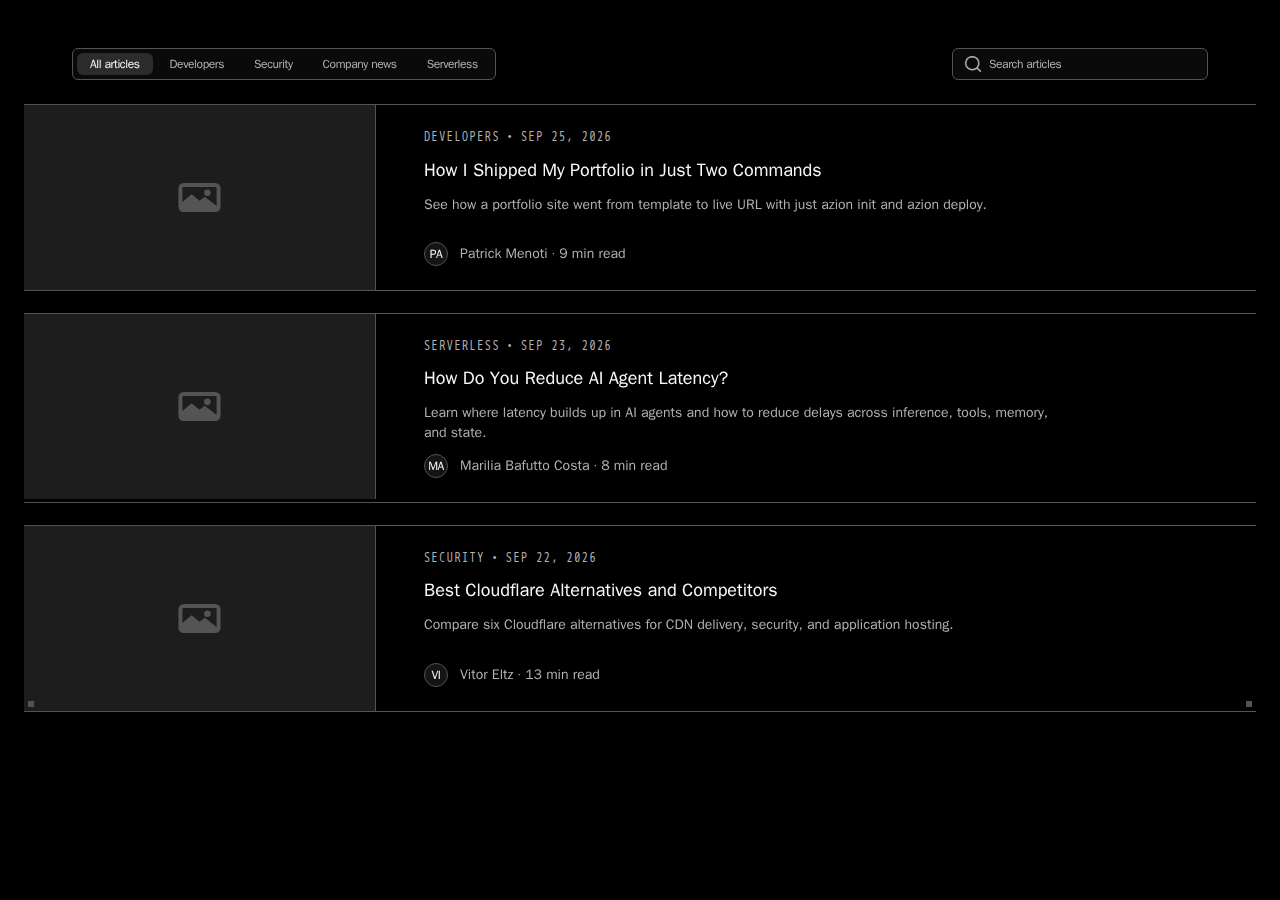 All articles Developers Security Company news Serverless
Search articles
DEVELOPERS • SEP 25, 2026
How I Shipped My Portfolio in Just Two Commands
See how a portfolio site went from template to live URL with just azion init and azion deploy.
PA Patrick Menoti · 9 min read
SERVERLESS • SEP 23, 2026
How Do You Reduce AI Agent Latency?
Learn where latency builds up in AI agents and how to reduce delays across inference, tools, memory,
and state.
MA Marilia Bafutto Costa · 8 min read
SECURITY • SEP 22, 2026
Best Cloudflare Alternatives and Competitors
Compare six Cloudflare alternatives for CDN delivery, security, and application hosting.
VI Vitor Eltz · 13 min read